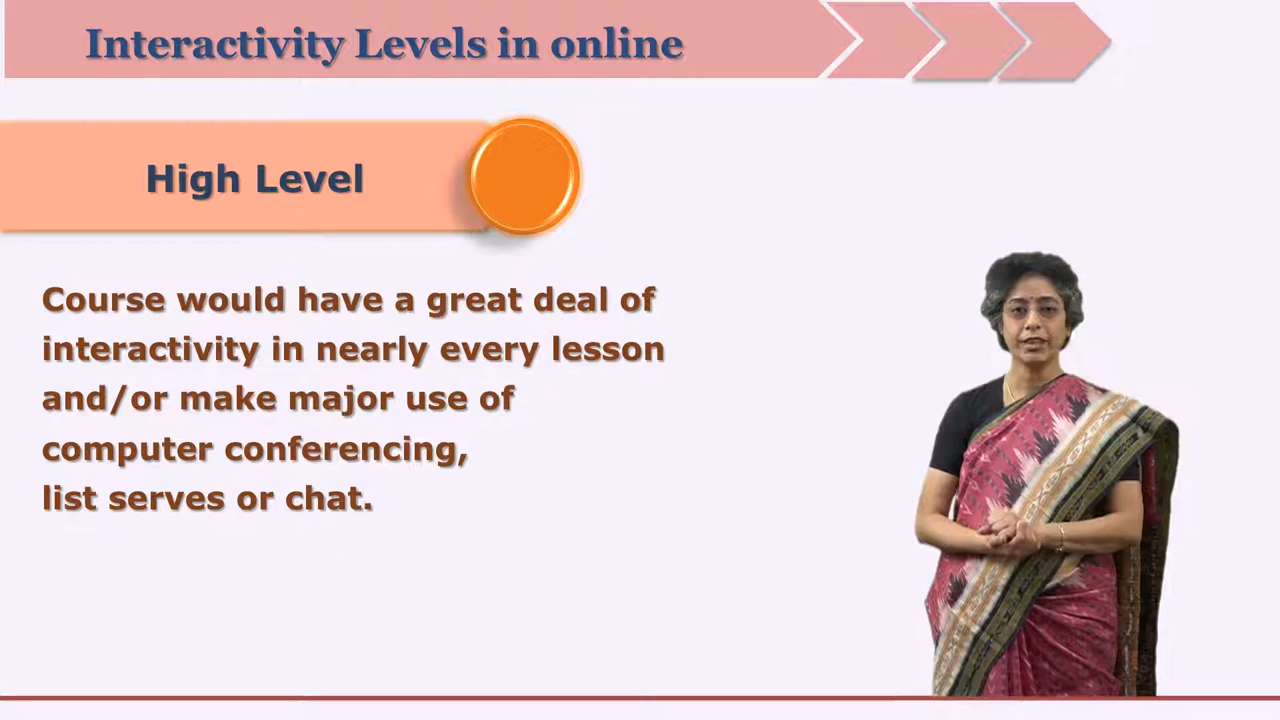 Interactivity Levels in online
High Level
Course would have a great deal of
interactivity in nearly every lesson
and/or make major use of
computer conferencing,
list serves or chat.